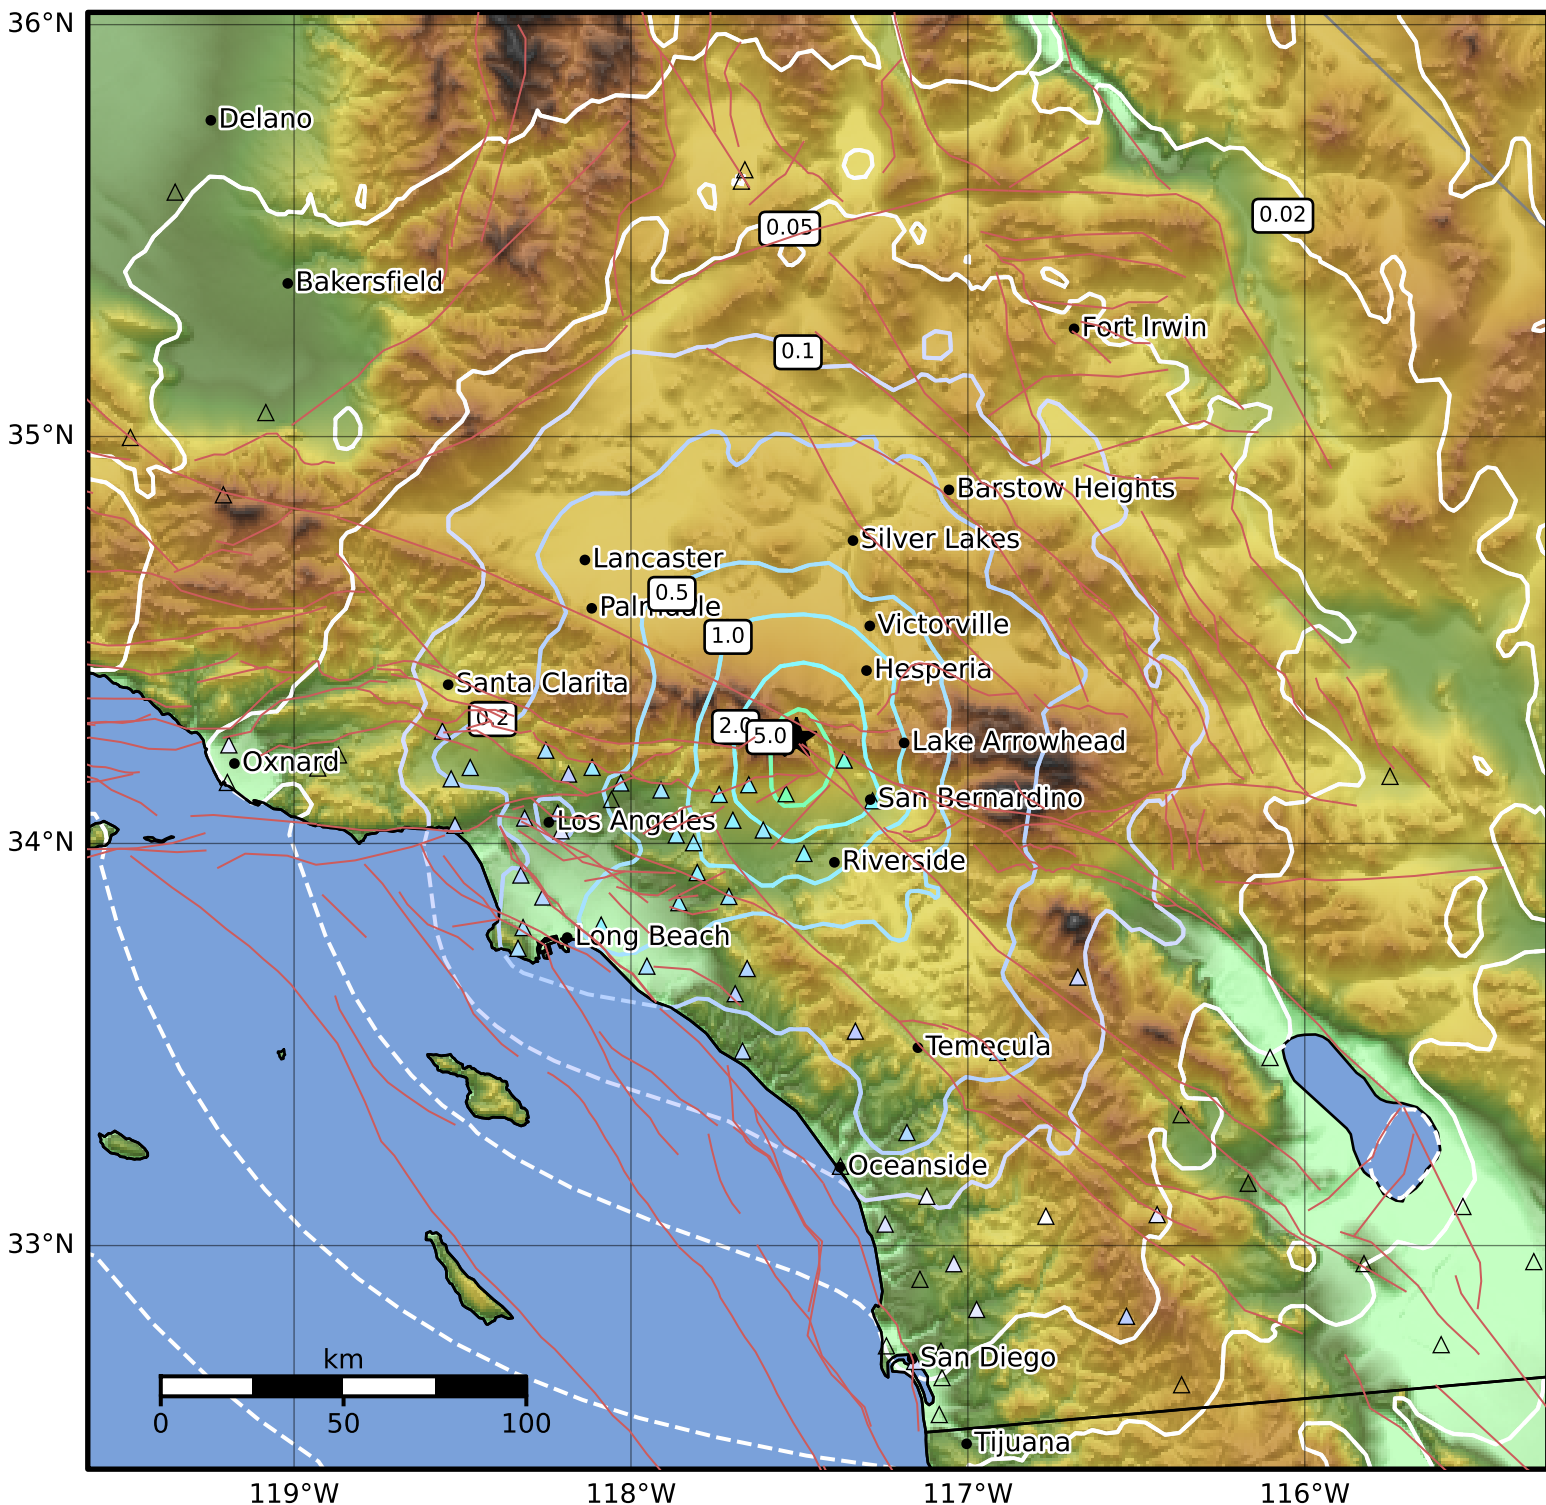 36°N
Delano
0.02
0.05
Bakersfield
Fort Irwin
0.1
35°N
Barstow Heights
Silver Lakes
Lancaster
0.5
Palmdale
Victorville
1.0
Hesperia
Santa Clarita
0.2
2.0
5.0
Lake Arrowhead
Oxnard
San Bernardino
Los Angeles
34°N
Riverside
Long Beach
Temecula
Oceanside
33°N
San Diego
km
0 50 100
Tijuana
119°W 118°W 117°W 116°W